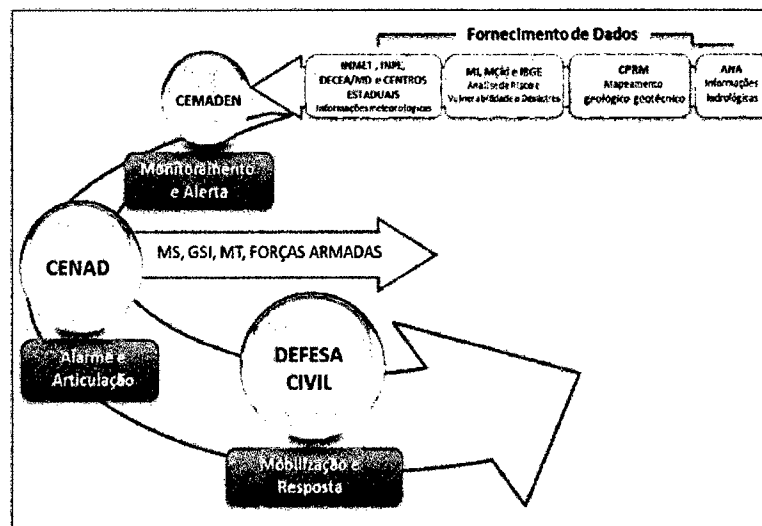 Fornecimento de Dados
INMET, INPE,
DECEA/MD e CENTROS
ESTADUAIS
Informações meteorológicas
MI, MCid e IBGE
Análise de Risco e
Vulnerabilidade a Desastres
CPRM
Mapeamento
geológico-geotécnico
ANA
Informações
hidrológicas
CEMADEN
Monitoramento
e Alerta
CENAD
MS, GSI, MT, FORÇAS ARMADAS
Alarme e
Articulação
DEFESA
CIVIL
Mobilização e
Resposta